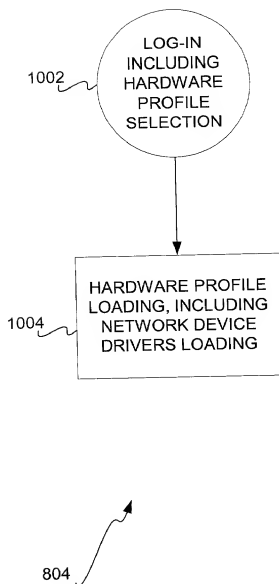 LOG-IN
INCLUDING
HARDWARE
PROFILE
SELECTION
1002
HARDWARE PROFILE
LOADING, INCLUDING
NETWORK DEVICE
DRIVERS LOADING
1004
804